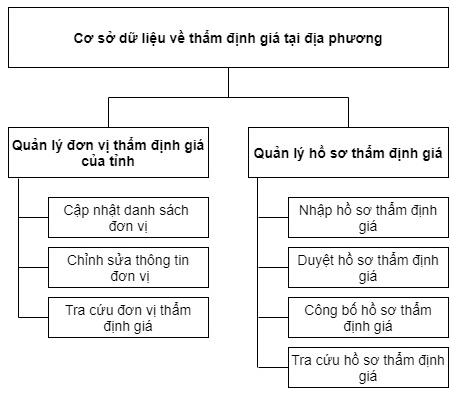 Cơ sở dữ liệu về thẩm định giá tại địa phương
Quản lý đơn vị thẩm định giá
của tỉnh
Cập nhật danh sách
đơn vị
Chỉnh sửa thông tin
đơn vị
Tra cứu đơn vị thẩm
định giá
Quản lý hồ sơ thẩm định giá
Nhập hồ sơ thẩm định
giá
Duyệt hồ sơ thẩm định
giá
Công bố hồ sơ thẩm
định giá
Tra cứu hồ sơ thẩm định
giá